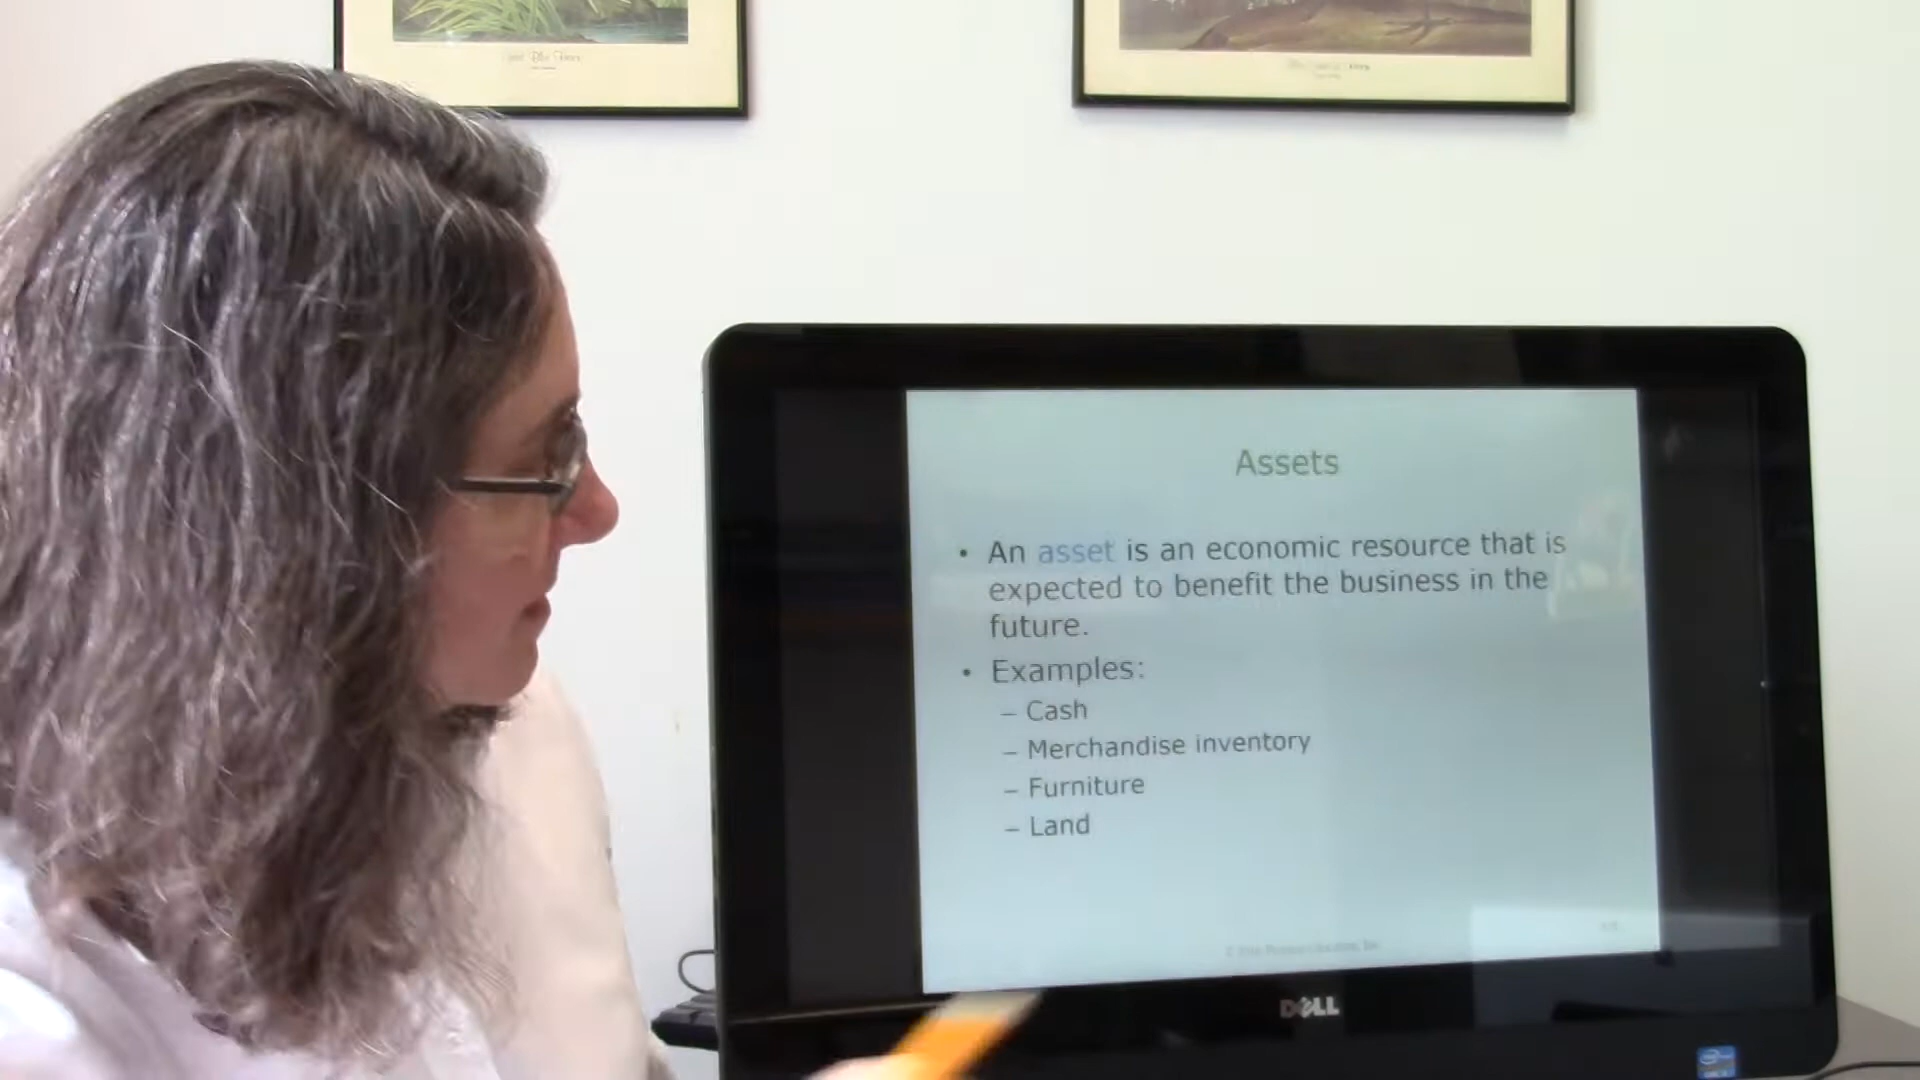 Assets
• An asset is an economic resource that is
expected to benefit the business in the
future.
• Examples:
– Cash
– Merchandise inventory
– Furniture
– Land
DELL